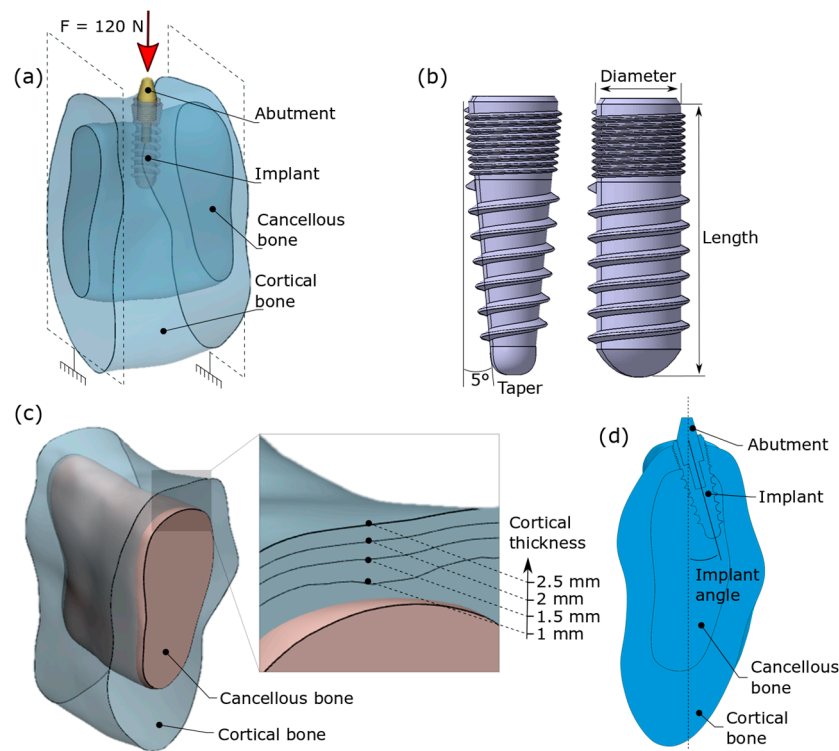 F = 120 N
(a)
Abutment
Implant
Cancellous
bone
Cortical
bone
(b)
Diameter
Length
5º
Taper
(c)
Cortical
thickness
2.5 mm
2 mm
1.5 mm
1 mm
Cancellous bone
Cortical bone
(d)
Abutment
Implant
Implant
angle
Cancellous
bone
Cortical
bone